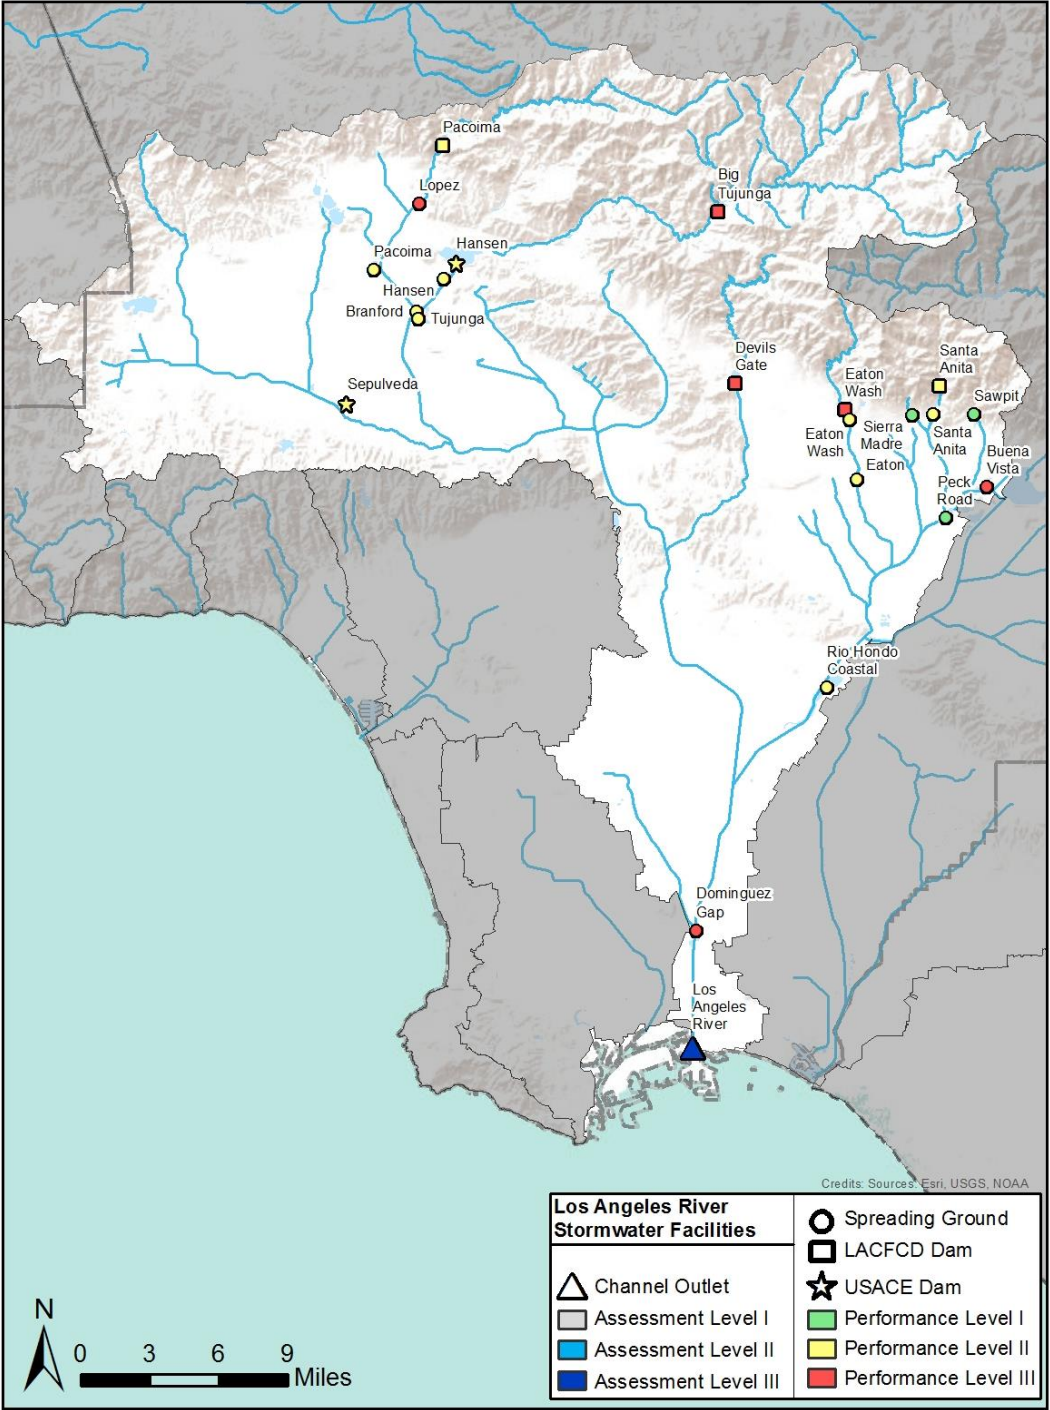 Pacoima
Lopez
Big
Tujunga
Pacoima
Hansen
Hansen
Branford
Tujunga
Sepulveda
Devils
Gate
Eaton
Wash
Santa
Anita
Sawpit
Eaton
Wash
Sierra
Madre
Santa
Anita
Eaton
Buena
Vista
Peck
Road
Rio Hondo
Coastal
Dominguez
Gap
Los
Angeles
River
Credits: Sources: Esri, USGS, NOAA
N
0 3 6 9
Miles
Los Angeles River
Stormwater Facilities
Channel Outlet
Assessment Level I
Assessment Level II
Assessment Level III
Spreading Ground
LACFCD Dam
USACE Dam
Performance Level I
Performance Level II
Performance Level III